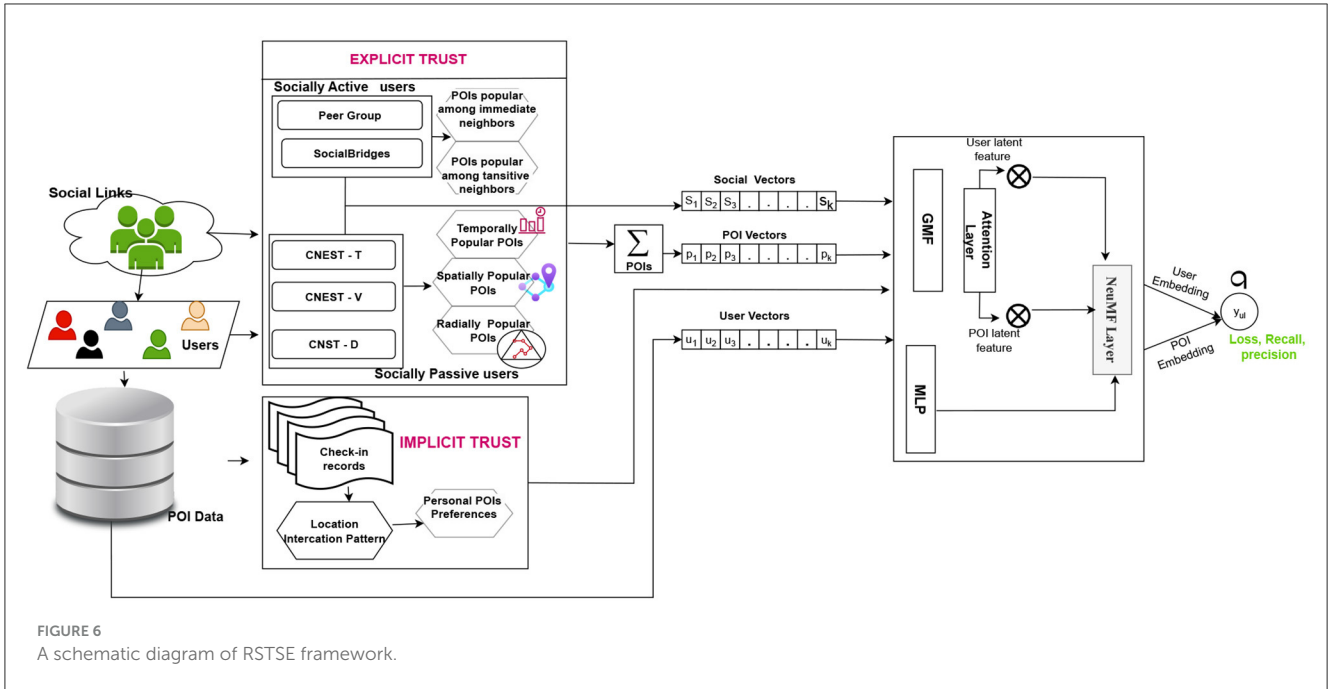 EXPLICIT TRUST
Socially Active users
Peer Group
SocialBridges
POIs popular
among immediate
neighbors
POIs popular
among tansitive
neighbors
Social Links
Users
POI Data
CNEST - T
CNEST - V
CNST - D
Temporally
Popular POIs
Spatially Popular
POIs
Radially Popular
POIs
Socially Passive users
IMPLICIT TRUST
Check-in
records
Location
Intercation Pattern
Personal POIs
Preferences
Σ
POIs
Social Vectors
S1 S2 S3 . . . . Sk
POI Vectors
p1 p2 p3 . . . . pk
User Vectors
u1 u2 u3 . . . . uk
GMF
MLP
Attention
Layer
User latent
feature
POI latent
feature
NeuMF Layer
User
Embedding
POI
Embedding
σ
yul
Loss, Recall,
precision
FIGURE 6
A schematic diagram of RSTSE framework.